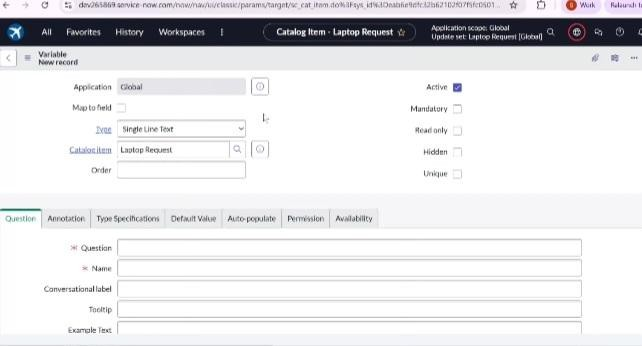 dev265869.service-now.com/now/nav/ui/classic/params/target/sc_cat_item.do%3Fsys_id%3Deab6e9dfc32b62102f07f5fc0501...
Work
Relaunch to
All Favorites History Workspaces
Catalog Item - Laptop Request
Application scope: Global
Update set: Laptop Request [Global]
Variable
New record
Application Global
Active
Map to field
Mandatory
Type Single Line Text
Read only
Catalog item Laptop Request
Hidden
Order
Unique
Question Annotation Type Specifications Default Value Auto-populate Permission Availability
* Question
* Name
Conversational label
Tooltip
Example Text